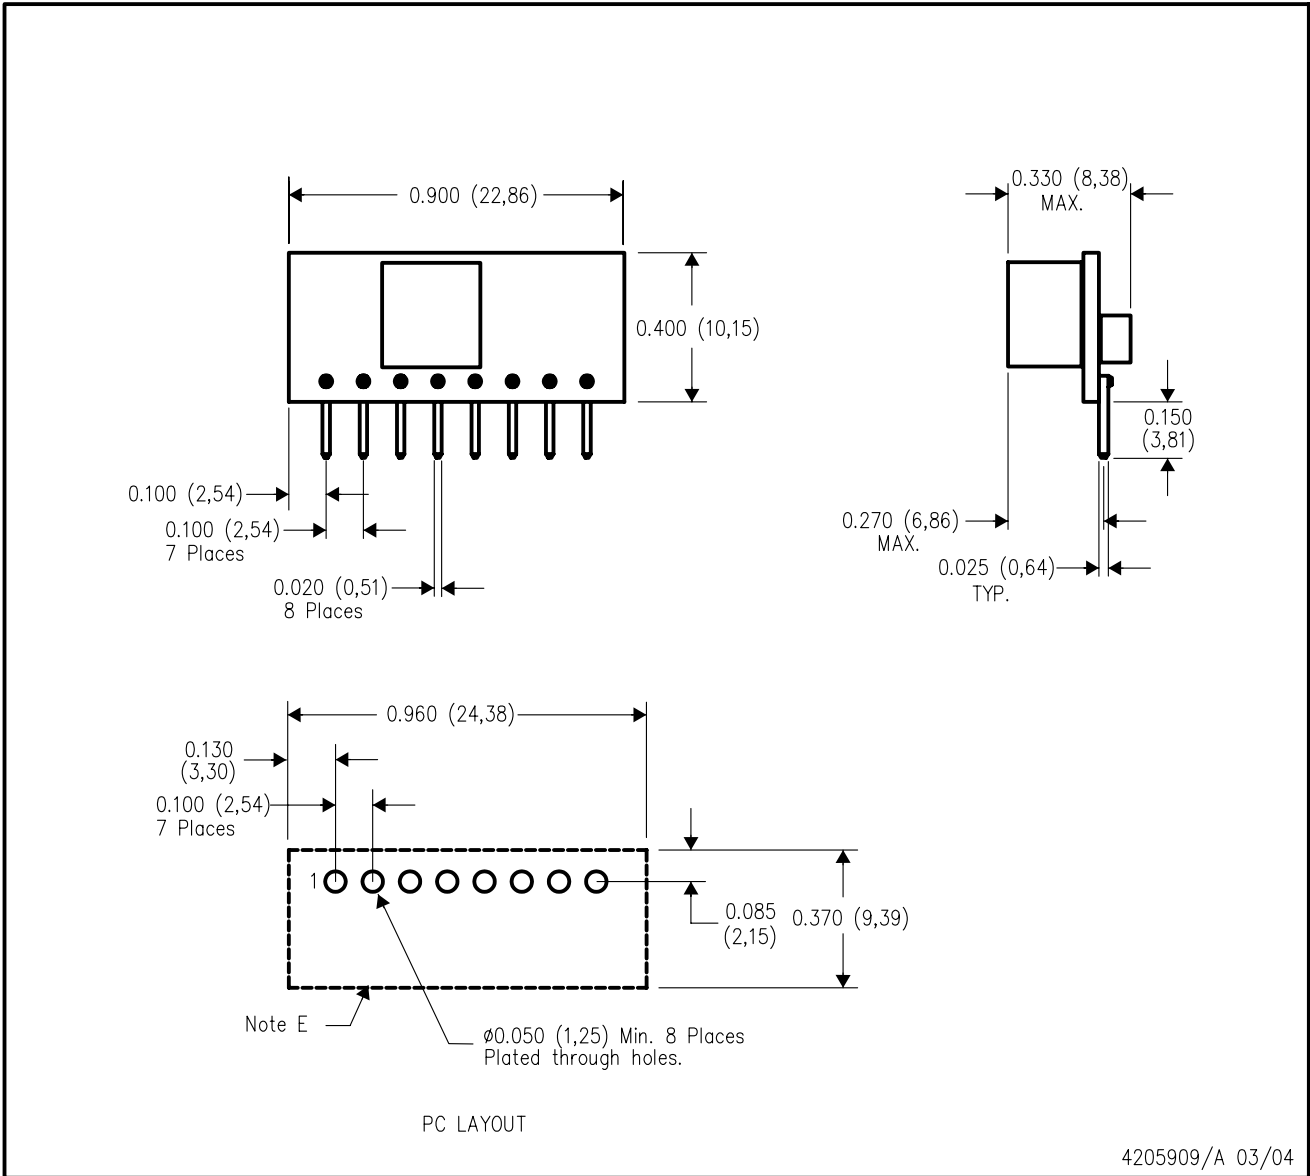 0.900 (22,86)
0.330 (8,38)
MAX.
0.400 (10,15)
0.150
(3,81)
0.100 (2,54)
0.100 (2,54)
7 Places
0.020 (0,51)
8 Places
0.270 (6,86)
MAX.
0.025 (0,64)
TYP.
0.960 (24,38)
0.130
(3,30)
0.100 (2,54)
7 Places
1
0.085
(2,15)
0.370 (9,39)
Note E
ø0.050 (1,25) Min. 8 Places
Plated through holes.
PC LAYOUT
4205909/A 03/04